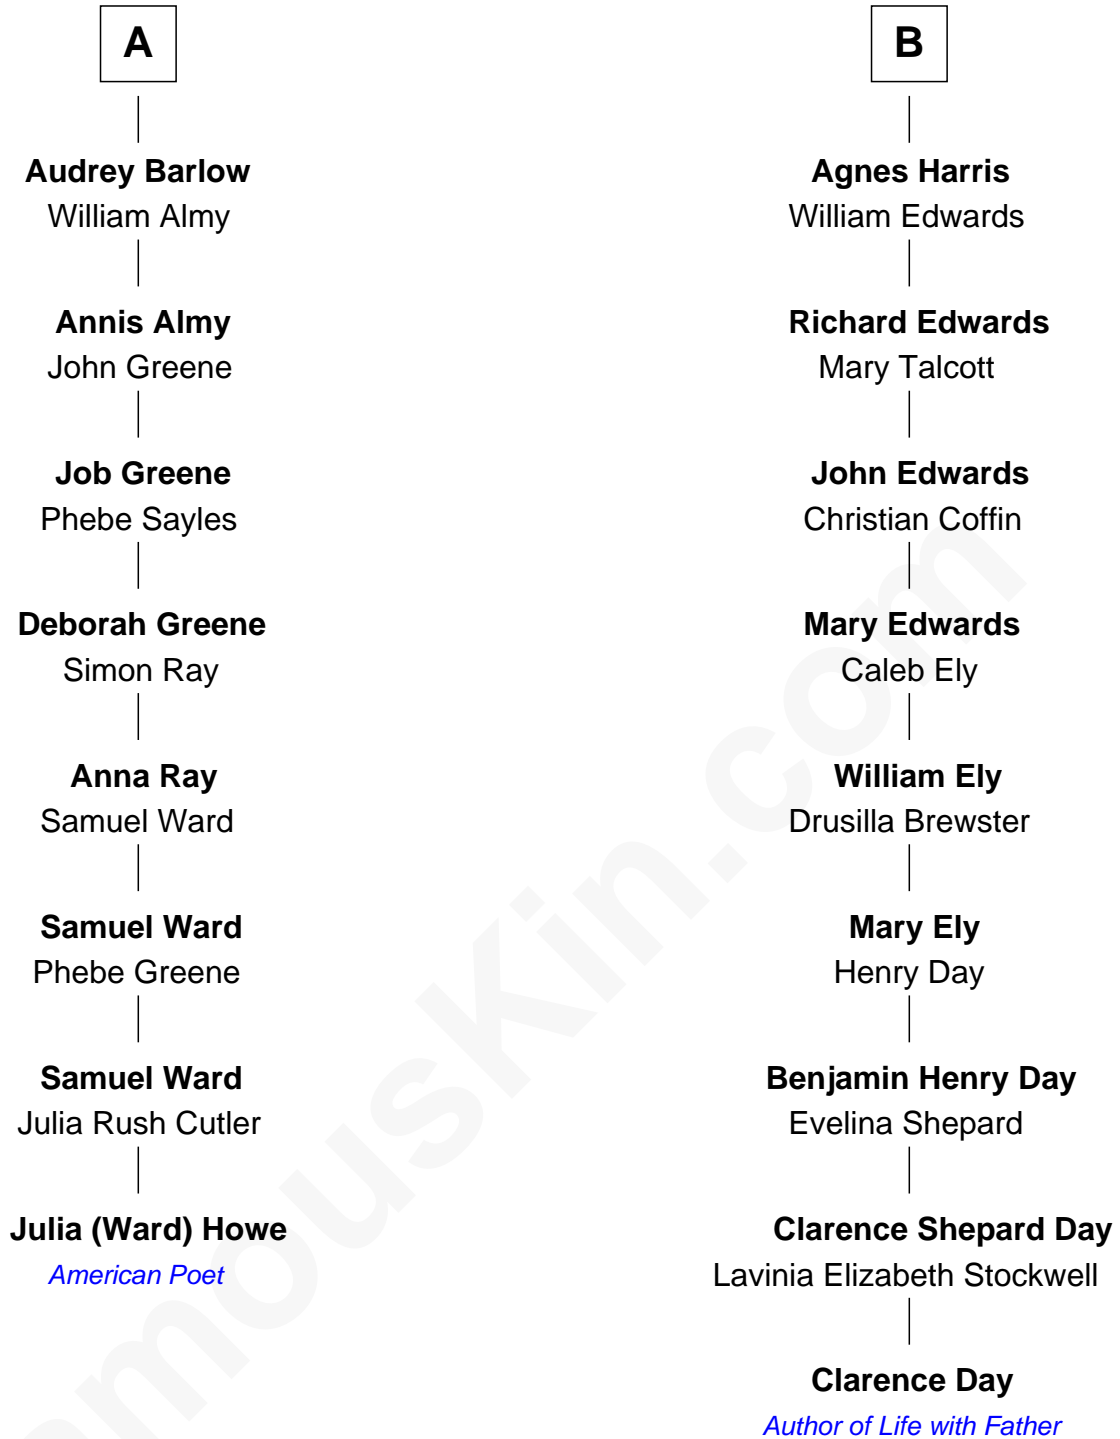 A
Audrey Barlow
William Almy
Annis Almy
John Greene
Job Greene
Phebe Sayles
Deborah Greene
Simon Ray
Anna Ray
Samuel Ward
Samuel Ward
Phebe Greene
Samuel Ward
Julia Rush Cutler
Julia (Ward) Howe
American Poet
B
Agnes Harris
William Edwards
Richard Edwards
Mary Talcott
John Edwards
Christian Coffin
Mary Edwards
Caleb Ely
William Ely
Drusilla Brewster
Mary Ely
Henry Day
Benjamin Henry Day
Evelina Shepard
Clarence Shepard Day
Lavinia Elizabeth Stockwell
Clarence Day
Author of Life with Father
amousKin.com